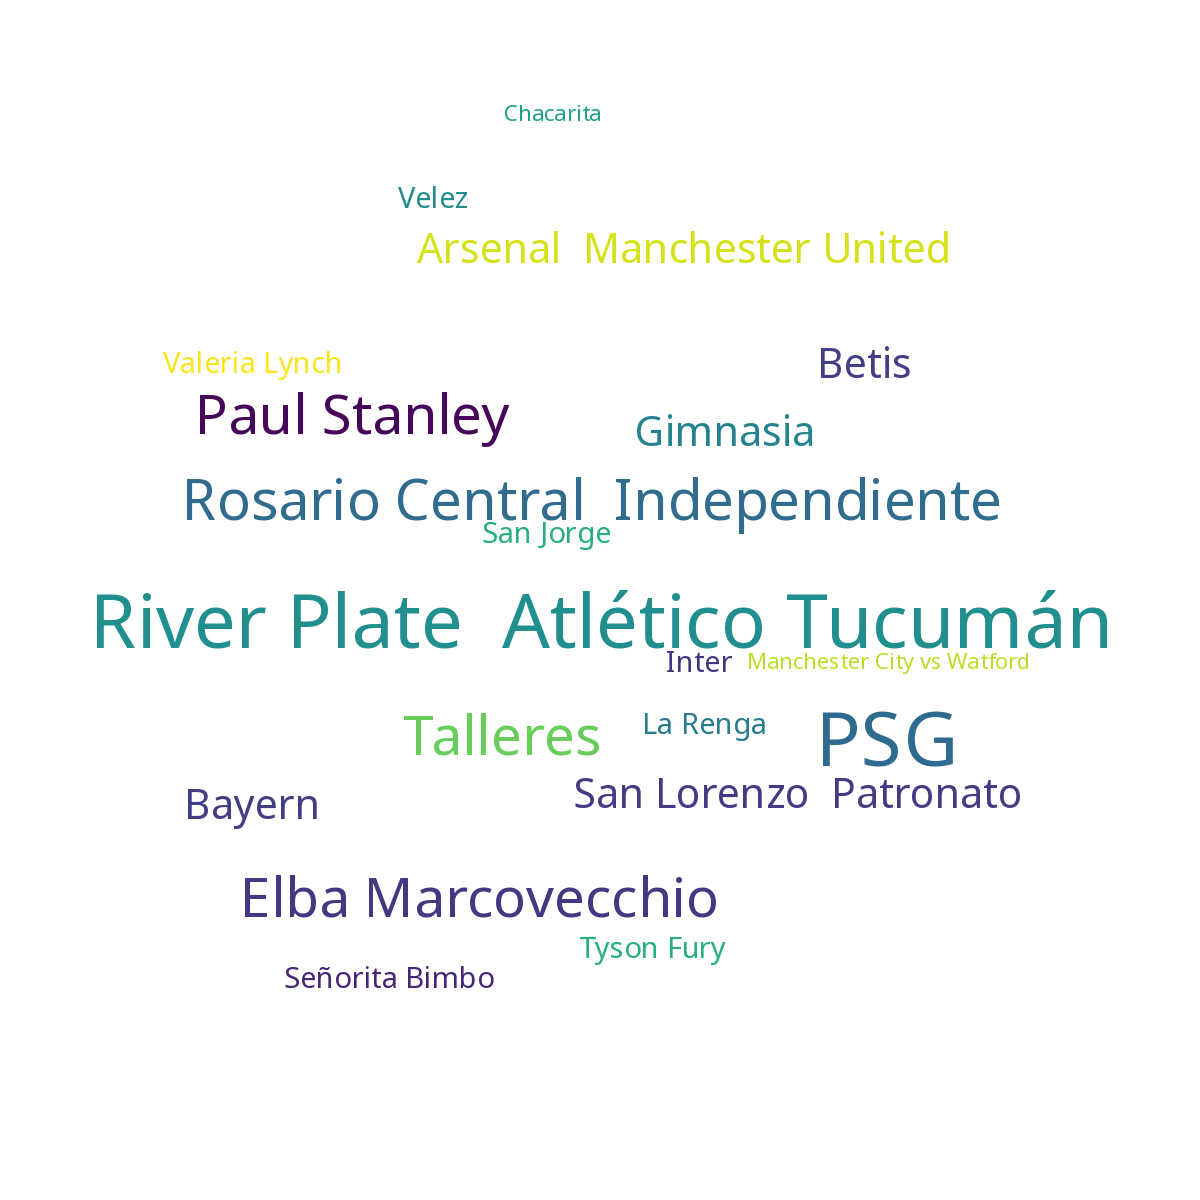 Chacarita
Velez
Arsenal Manchester United
Valeria Lynch
Betis
Paul Stanley
Gimnasia
Rosario Central Independiente
San Jorge
River Plate Atlético Tucumán
Inter
Manchester City vs Watford
Talleres
La Renga
PSG
Bayern
San Lorenzo Patronato
Elba Marcovecchio
Tyson Fury
Señorita Bimbo